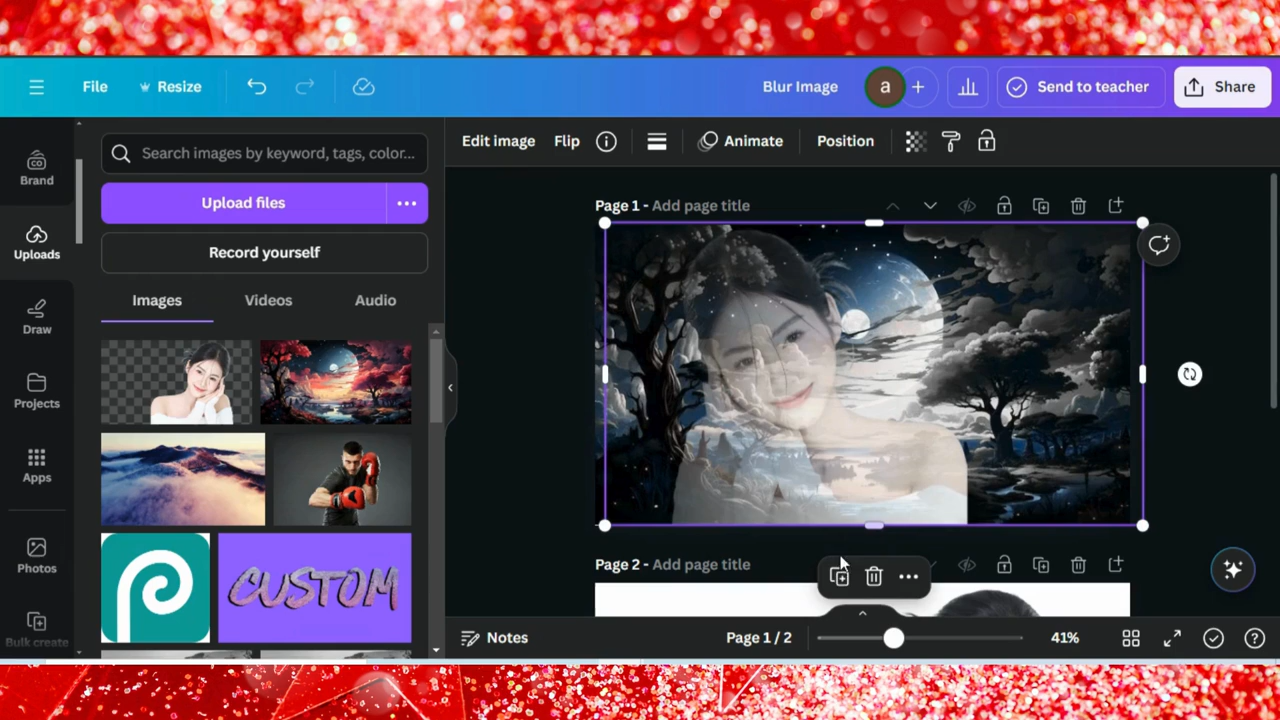 File
Resize
Blur Image
a
Send to teacher
Share
Brand
Uploads
Draw
Projects
Apps
Photos
Bulk create
Search images by keyword, tags, color...
Upload files
Record yourself
Images
Videos
Audio
CUSTOM
Edit image
Flip
Animate
Position
Page 1 - Add page title
Page 2 - Add page title
Notes
Page 1 / 2
41%